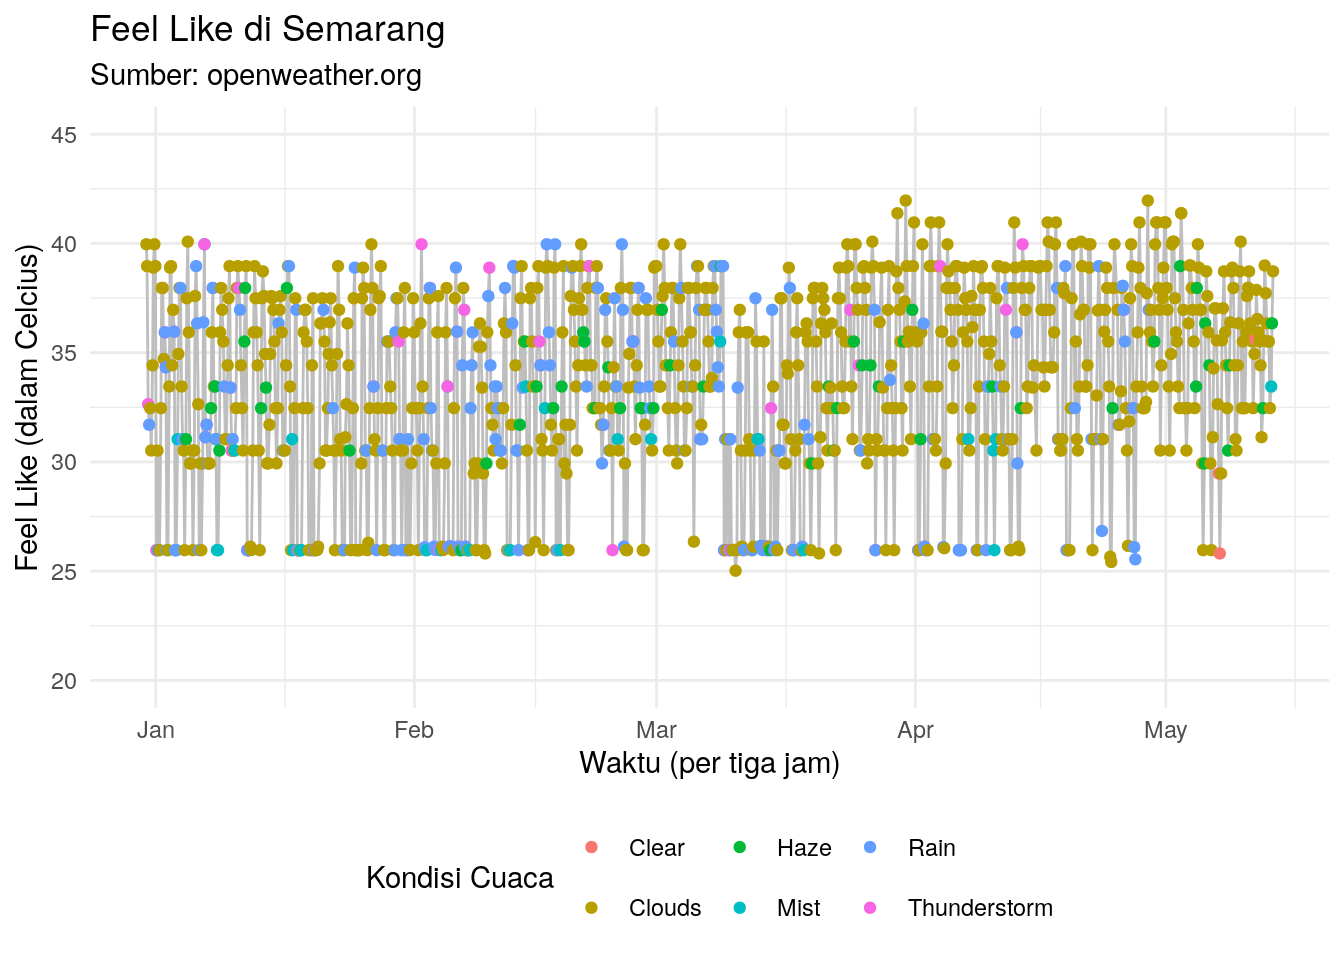 Feel Like di Semarang
Sumber: openweather.org
45
40
35
30
25
20
Feel Like (dalam Celcius)
Jan Feb Mar Apr May
Waktu (per tiga jam)
Kondisi Cuaca
Clear Haze Rain
Clouds Mist Thunderstorm